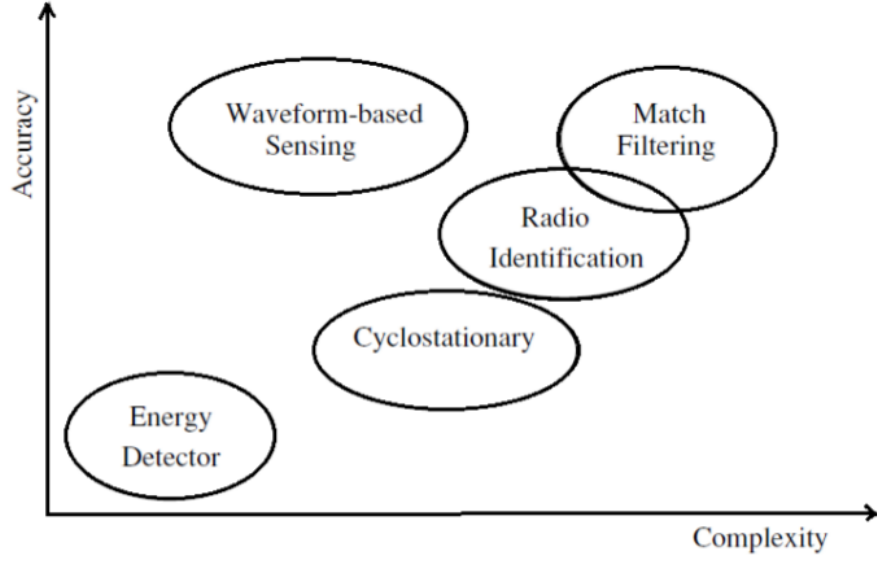 Accuracy
Waveform-based
Sensing
Match
Filtering
Radio
Identification
Cyclostationary
Energy
Detector
Complexity